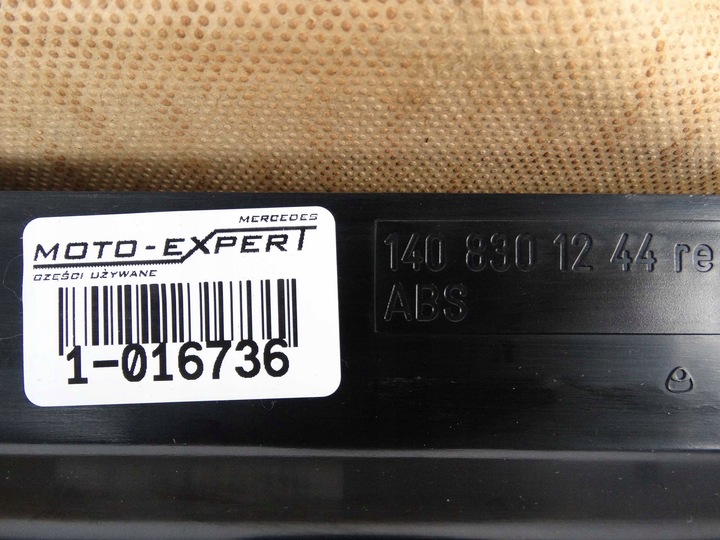 MERCEDES
MOTO-EXPERT
CZĘŚCI UŻYWANE
1-016736
140 830 12 44 re
ABS